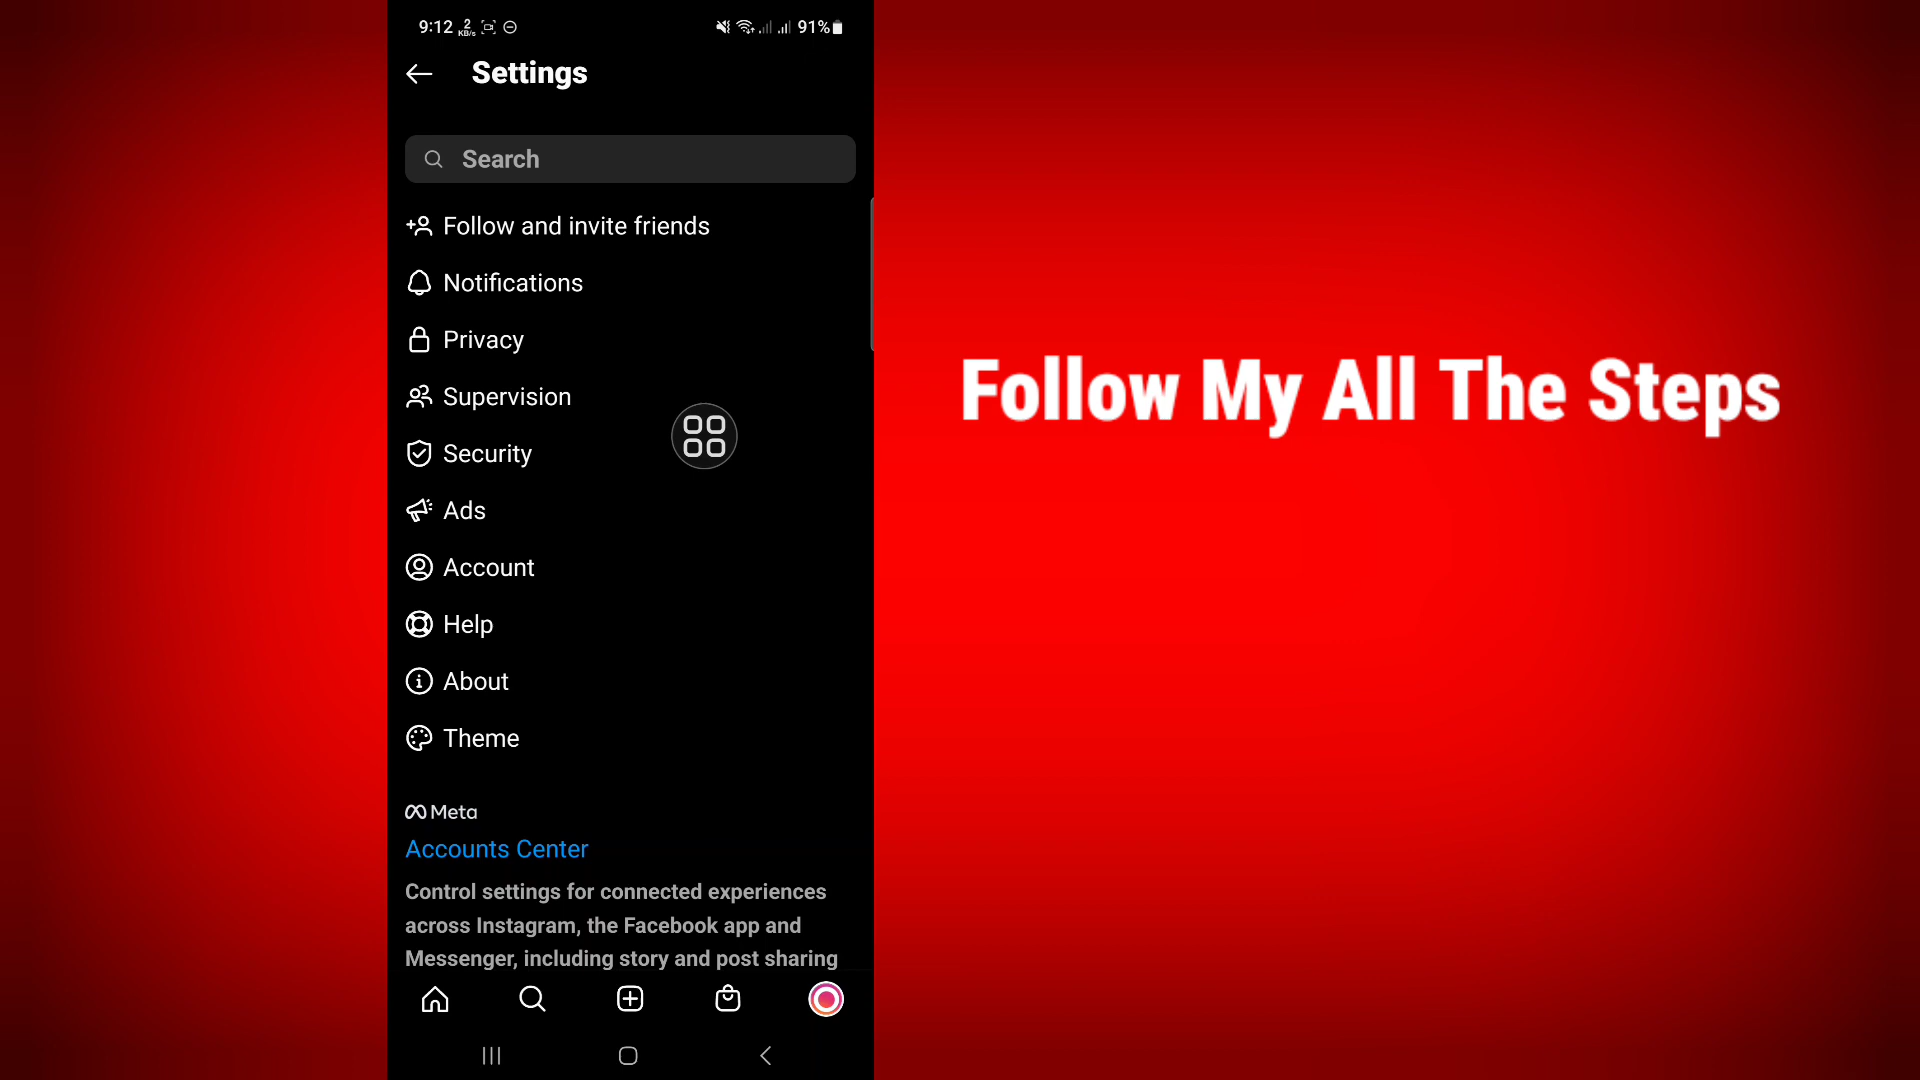 9:12 2 KB/s 91%
Settings
Search
Follow and invite friends
Notifications
Privacy
Supervision
Security
Ads
Account
Help
About
Theme
Meta
Accounts Center
Control settings for connected experiences
across Instagram, the Facebook app and
Messenger, including story and post sharing
Follow My All The Steps